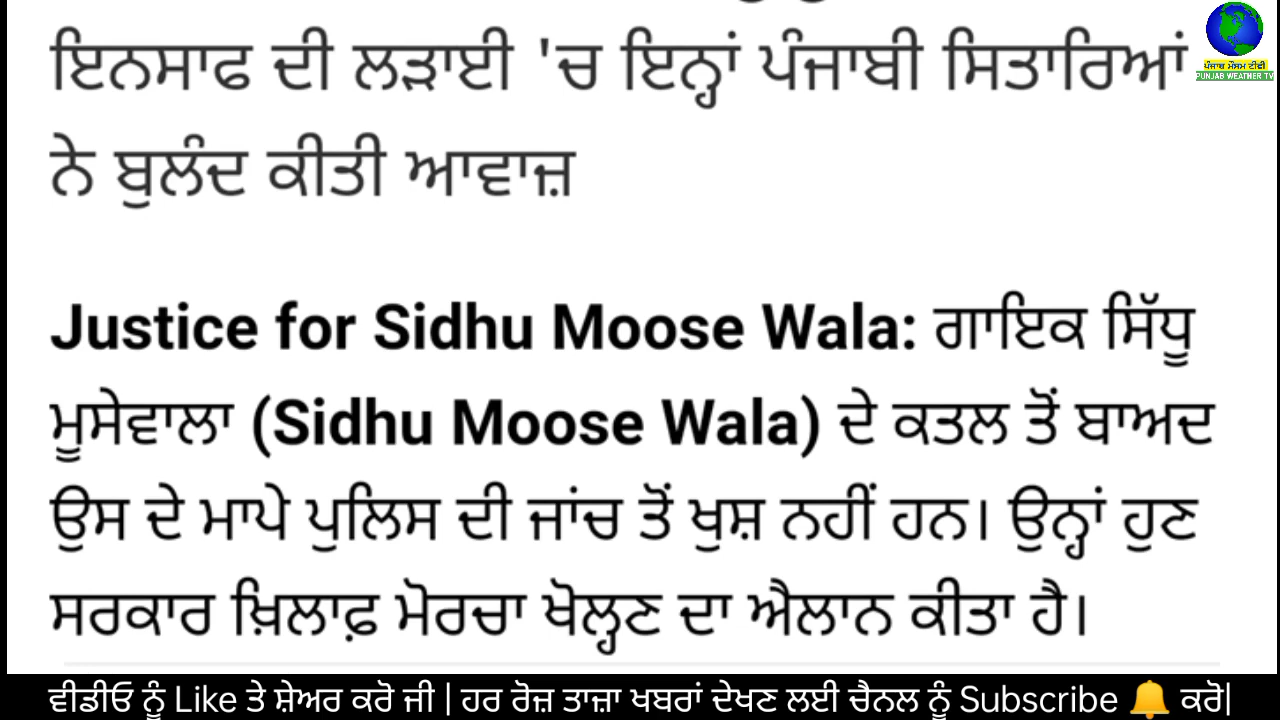 ਇਨਸਾਫ ਦੀ ਲੜਾਈ 'ਚ ਇਨ੍ਹਾਂ ਪੰਜਾਬੀ ਸਿਤਾਰਿਆਂ
ਪੰਜਾਬ ਮੌਸਮ ਟੀਵੀ
PUNJAB WEATHER TV
ਨੇ ਬੁਲੰਦ ਕੀਤੀ ਆਵਾਜ਼
Justice for Sidhu Moose Wala: ਗਾਇਕ ਸਿੱਧੂ
ਮੂਸੇਵਾਲਾ (Sidhu Moose Wala) ਦੇ ਕਤਲ ਤੋਂ ਬਾਅਦ
ਉਸ ਦੇ ਮਾਪੇ ਪੁਲਿਸ ਦੀ ਜਾਂਚ ਤੋਂ ਖੁਸ਼ ਨਹੀਂ ਹਨ। ਉਨ੍ਹਾਂ ਹੁਣ
ਸਰਕਾਰ ਖ਼ਿਲਾਫ਼ ਮੋਰਚਾ ਖੋਲ੍ਹਣ ਦਾ ਐਲਾਨ ਕੀਤਾ ਹੈ।
ਵੀਡੀਓ ਨੂੰ Like ਤੇ ਸ਼ੇਅਰ ਕਰੋ ਜੀ | ਹਰ ਰੋਜ਼ ਤਾਜ਼ਾ ਖਬਰਾਂ ਦੇਖਣ ਲਈ ਚੈਨਲ ਨੂੰ Subscribe 🔔 ਕਰੋ|